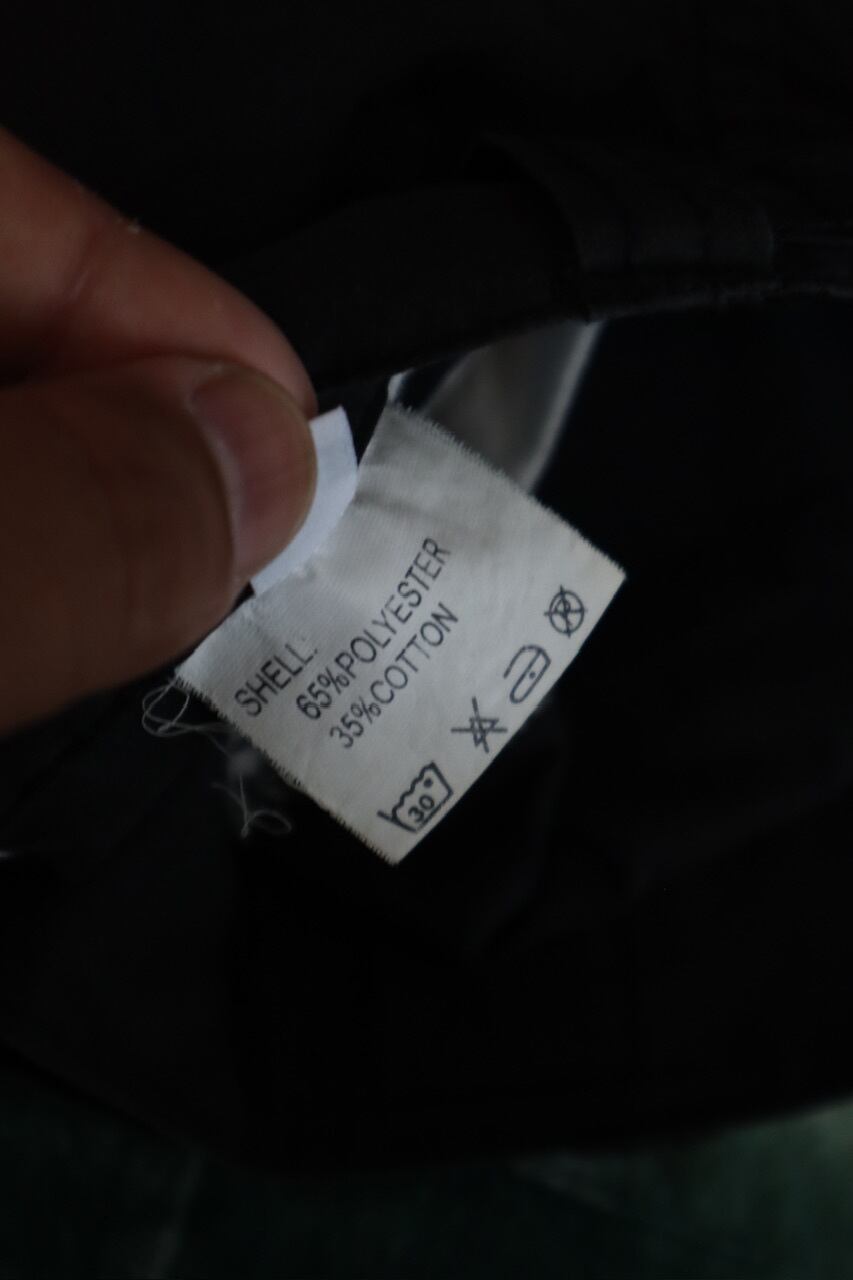 SHELL:
65%POLYESTER
35%COTTON
30°